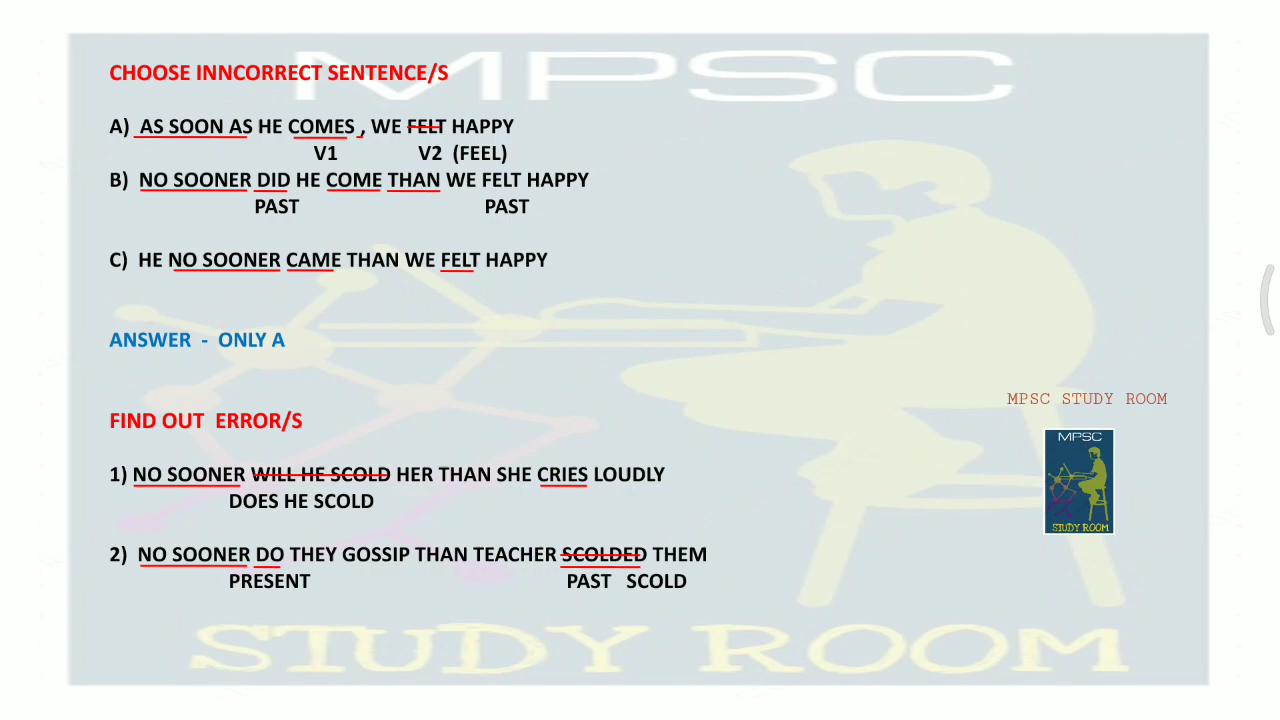 MPSC
CHOOSE INNCORRECT SENTENCE/S
A) AS SOON AS HE COMES , WE FELT HAPPY
V1 V2 (FEEL)
B) NO SOONER DID HE COME THAN WE FELT HAPPY
PAST PAST
C) HE NO SOONER CAME THAN WE FELT HAPPY
ANSWER - ONLY A
MPSC STUDY ROOM
FIND OUT ERROR/S
MPSC
1) NO SOONER WILL HE SCOLD HER THAN SHE CRIES LOUDLY
DOES HE SCOLD
STUDY ROOM
2) NO SOONER DO THEY GOSSIP THAN TEACHER SCOLDED THEM
PRESENT PAST SCOLD
STUDY ROOM